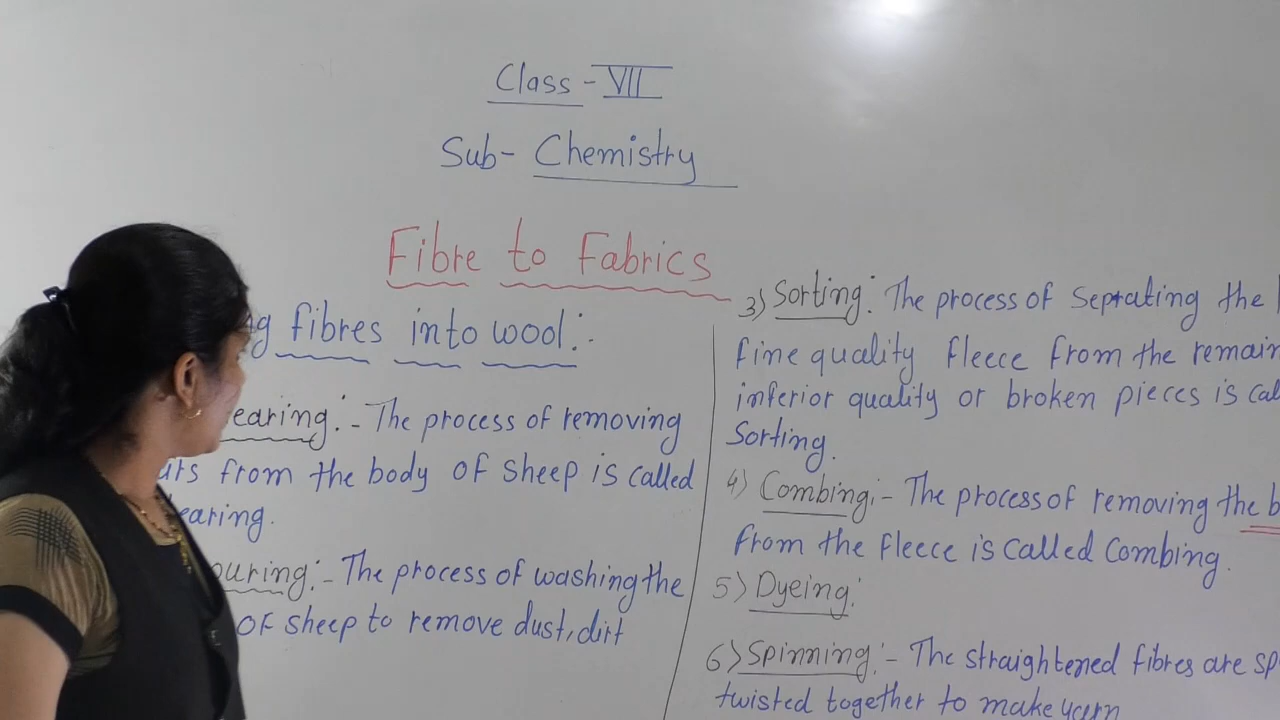 Class - VII
Sub- Chemistry
Fibre to Fabrics
fibres into wool:-
earing:- The process of removing
from the body of sheep is called
earing.
ouring:- The process of washing the
of sheep to remove dust, dirt
3) Sorting: The process of Seprating the
fine quality fleece from the remain
inferior quality or broken pieces is cal
Sorting.
4) Combing:- The process of removing the b
from the fleece is called Combing.
5) Dyeing:
6) Spinning:- The straightened fibres are sp
twisted together to make yarn